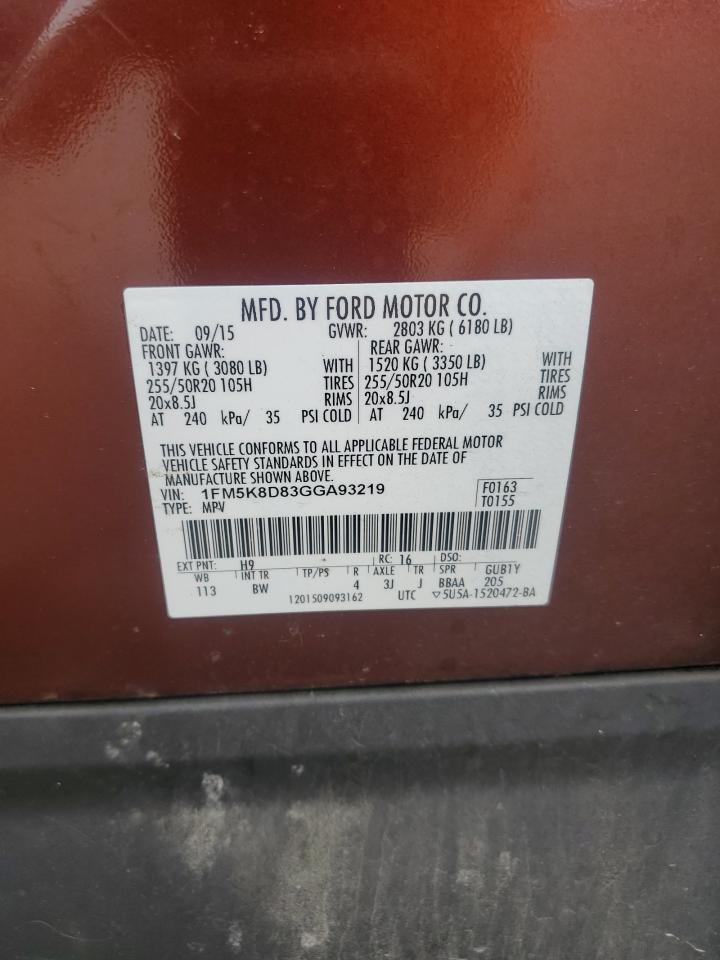 MFD. BY FORD MOTOR CO.
DATE: 09/15 GVWR: 2803 KG ( 6180 LB)
FRONT GAWR: REAR GAWR:
1397 KG ( 3080 LB) WITH 1520 KG ( 3350 LB) WITH
255/50R20 105H TIRES 255/50R20 105H TIRES
20x8.5J RIMS 20x8.5J RIMS
AT 240 kPa/ 35 PSI COLD AT 240 kPa/ 35 PSI COLD
THIS VEHICLE CONFORMS TO ALL APPLICABLE FEDERAL MOTOR
VEHICLE SAFETY STANDARDS IN EFFECT ON THE DATE OF
MANUFACTURE SHOWN ABOVE.
VIN: 1FM5K8D83GGA93219 F0163
TYPE: MPV T0155
EXT PNT: H9 RC: 16 DSO:
WB INT TR TP/PS R AXLE TR SPR GUB1Y
113 BW 4 3J J BBAA 205
1201509093162 UTC ▽5U5A-1520472-BA